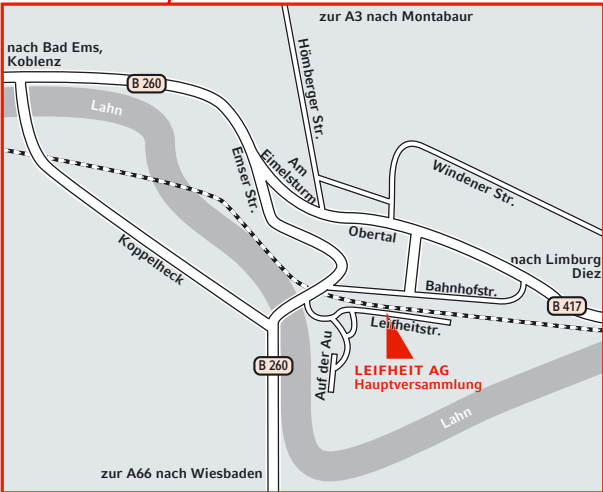 zur A3 nach Montabaur
nach Bad Ems,
Koblenz
B 260
Lahn
Hömberger Str.
Emser Str.
Am
Eimelsturm
Windener Str.
Obertal
Koppelheck
nach Limburg
Diez
Bahnhofstr.
B 417
Leifheitstr.
Auf der Au
B 260
LEIFHEIT AG
Hauptversammlung
Lahn
zur A66 nach Wiesbaden